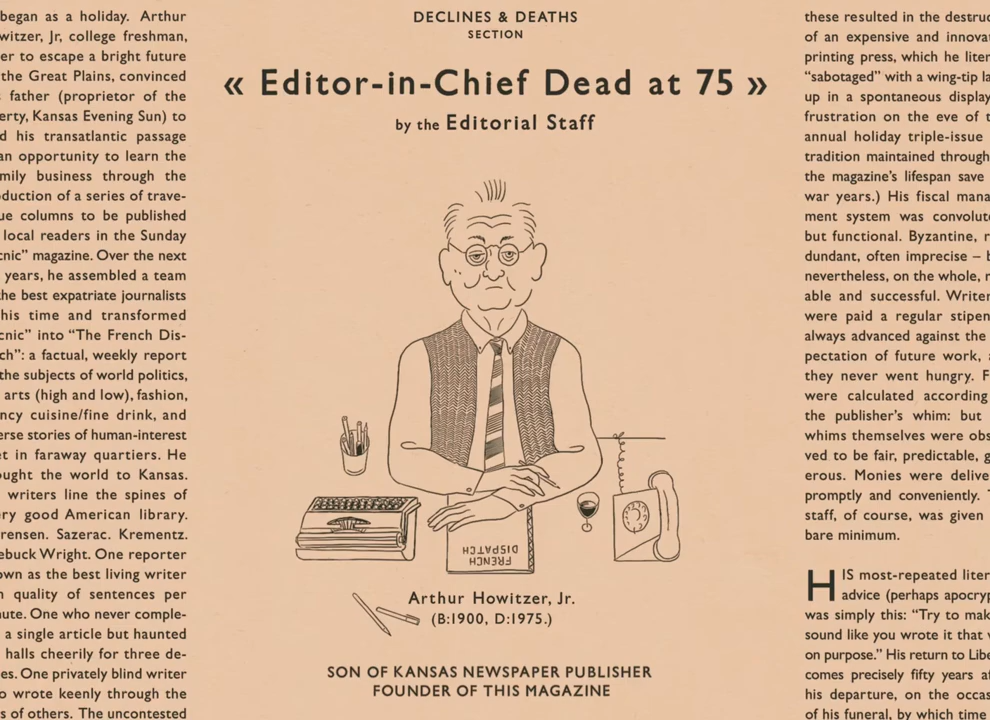 began as a holiday. Arthur
witzer, Jr, college freshman,
er to escape a bright future
the Great Plains, convinced
father (proprietor of the
erty, Kansas Evening Sun) to
d his transatlantic passage
an opportunity to learn the
mily business through the
duction of a series of trave-
ue columns to be published
local readers in the Sunday
cnic” magazine. Over the next
years, he assembled a team
the best expatriate journalists
his time and transformed
cnic” into “The French Dis-
ch”: a factual, weekly report
the subjects of world politics,
arts (high and low), fashion,
ncy cuisine/fine drink, and
erse stories of human-interest
et in faraway quartiers. He
ought the world to Kansas.
writers line the spines of
ry good American library.
rensen. Sazerac. Krementz.
ebuck Wright. One reporter
own as the best living writer
n quality of sentences per
nute. One who never comple-
a single article but haunted
halls cheerily for three de-
es. One privately blind writer
o wrote keenly through the
s of others. The uncontested
DECLINES & DEATHS
SECTION
« Editor-in-Chief Dead at 75 »
by the Editorial Staff
FRENCH
DISPATCH
Arthur Howitzer, Jr.
(B:1900, D:1975.)
SON OF KANSAS NEWSPAPER PUBLISHER
FOUNDER OF THIS MAGAZINE
these resulted in the destruc
of an expensive and innovat
printing press, which he liter
“sabotaged” with a wing-tip la
up in a spontaneous display
frustration on the eve of t
annual holiday triple-issue
tradition maintained through
the magazine’s lifespan save
war years.) His fiscal mana
ment system was convolute
but functional. Byzantine, r
dundant, often imprecise – b
nevertheless, on the whole, r
able and successful. Writer
were paid a regular stipen
always advanced against the
pectation of future work, a
they never went hungry. F
were calculated according
the publisher’s whim: but
whims themselves were obs
ved to be fair, predictable, g
erous. Monies were delive
promptly and conveniently. T
staff, of course, was given
bare minimum.
HIS most-repeated liter
advice (perhaps apocryp
was simply this: “Try to mak
sound like you wrote it that w
on purpose.” His return to Libe
comes precisely fifty years af
his departure, on the occas
of his funeral, by which time